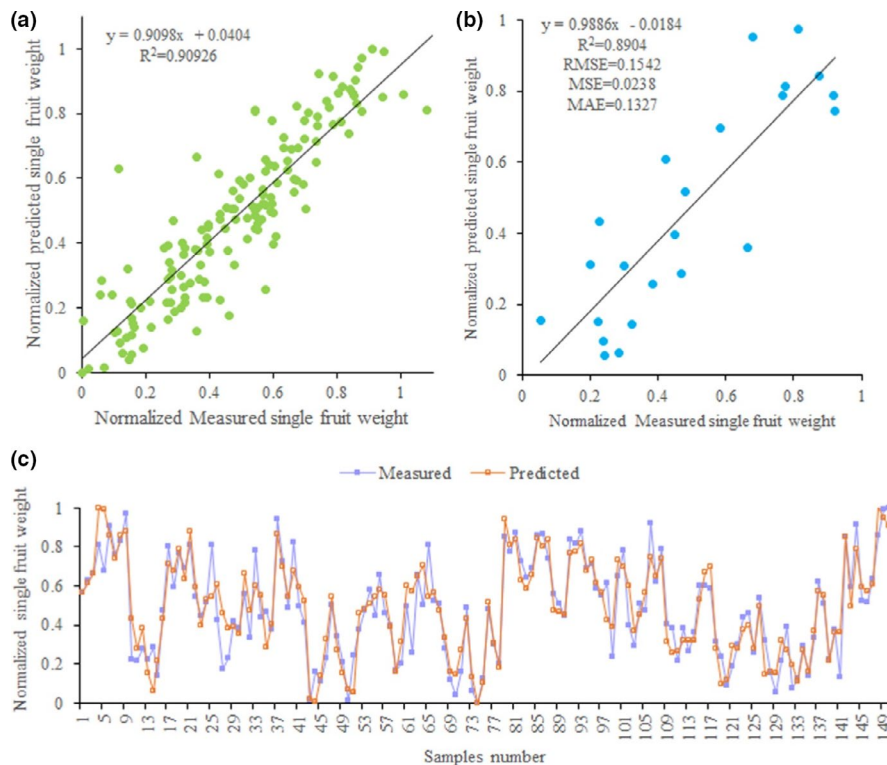 (a)
y = 0.9098x + 0.0404
R²=0.90926
Normalized predicted single fruit weight
1
0.8
0.6
0.4
0.2
0
0 0.2 0.4 0.6 0.8 1
Normalized Measured single fruit weight
(b)
y = 0.9886x - 0.0184
R²=0.8904
RMSE=0.1542
MSE=0.0238
MAE=0.1327
Normalized predicted single fruit weight
1
0.8
0.6
0.4
0.2
0
0 0.2 0.4 0.6 0.8 1
Normalized Measured single fruit weight
(c)
Measured Predicted
Normalized single fruit weight
1
0.8
0.6
0.4
0.2
0
1 5 9 13 17 21 25 29 33 37 41 45 49 53 57 61 65 69 73 77 81 85 89 93 97 101 105 109 113 117 121 125 129 133 137 141 145 149
Samples number